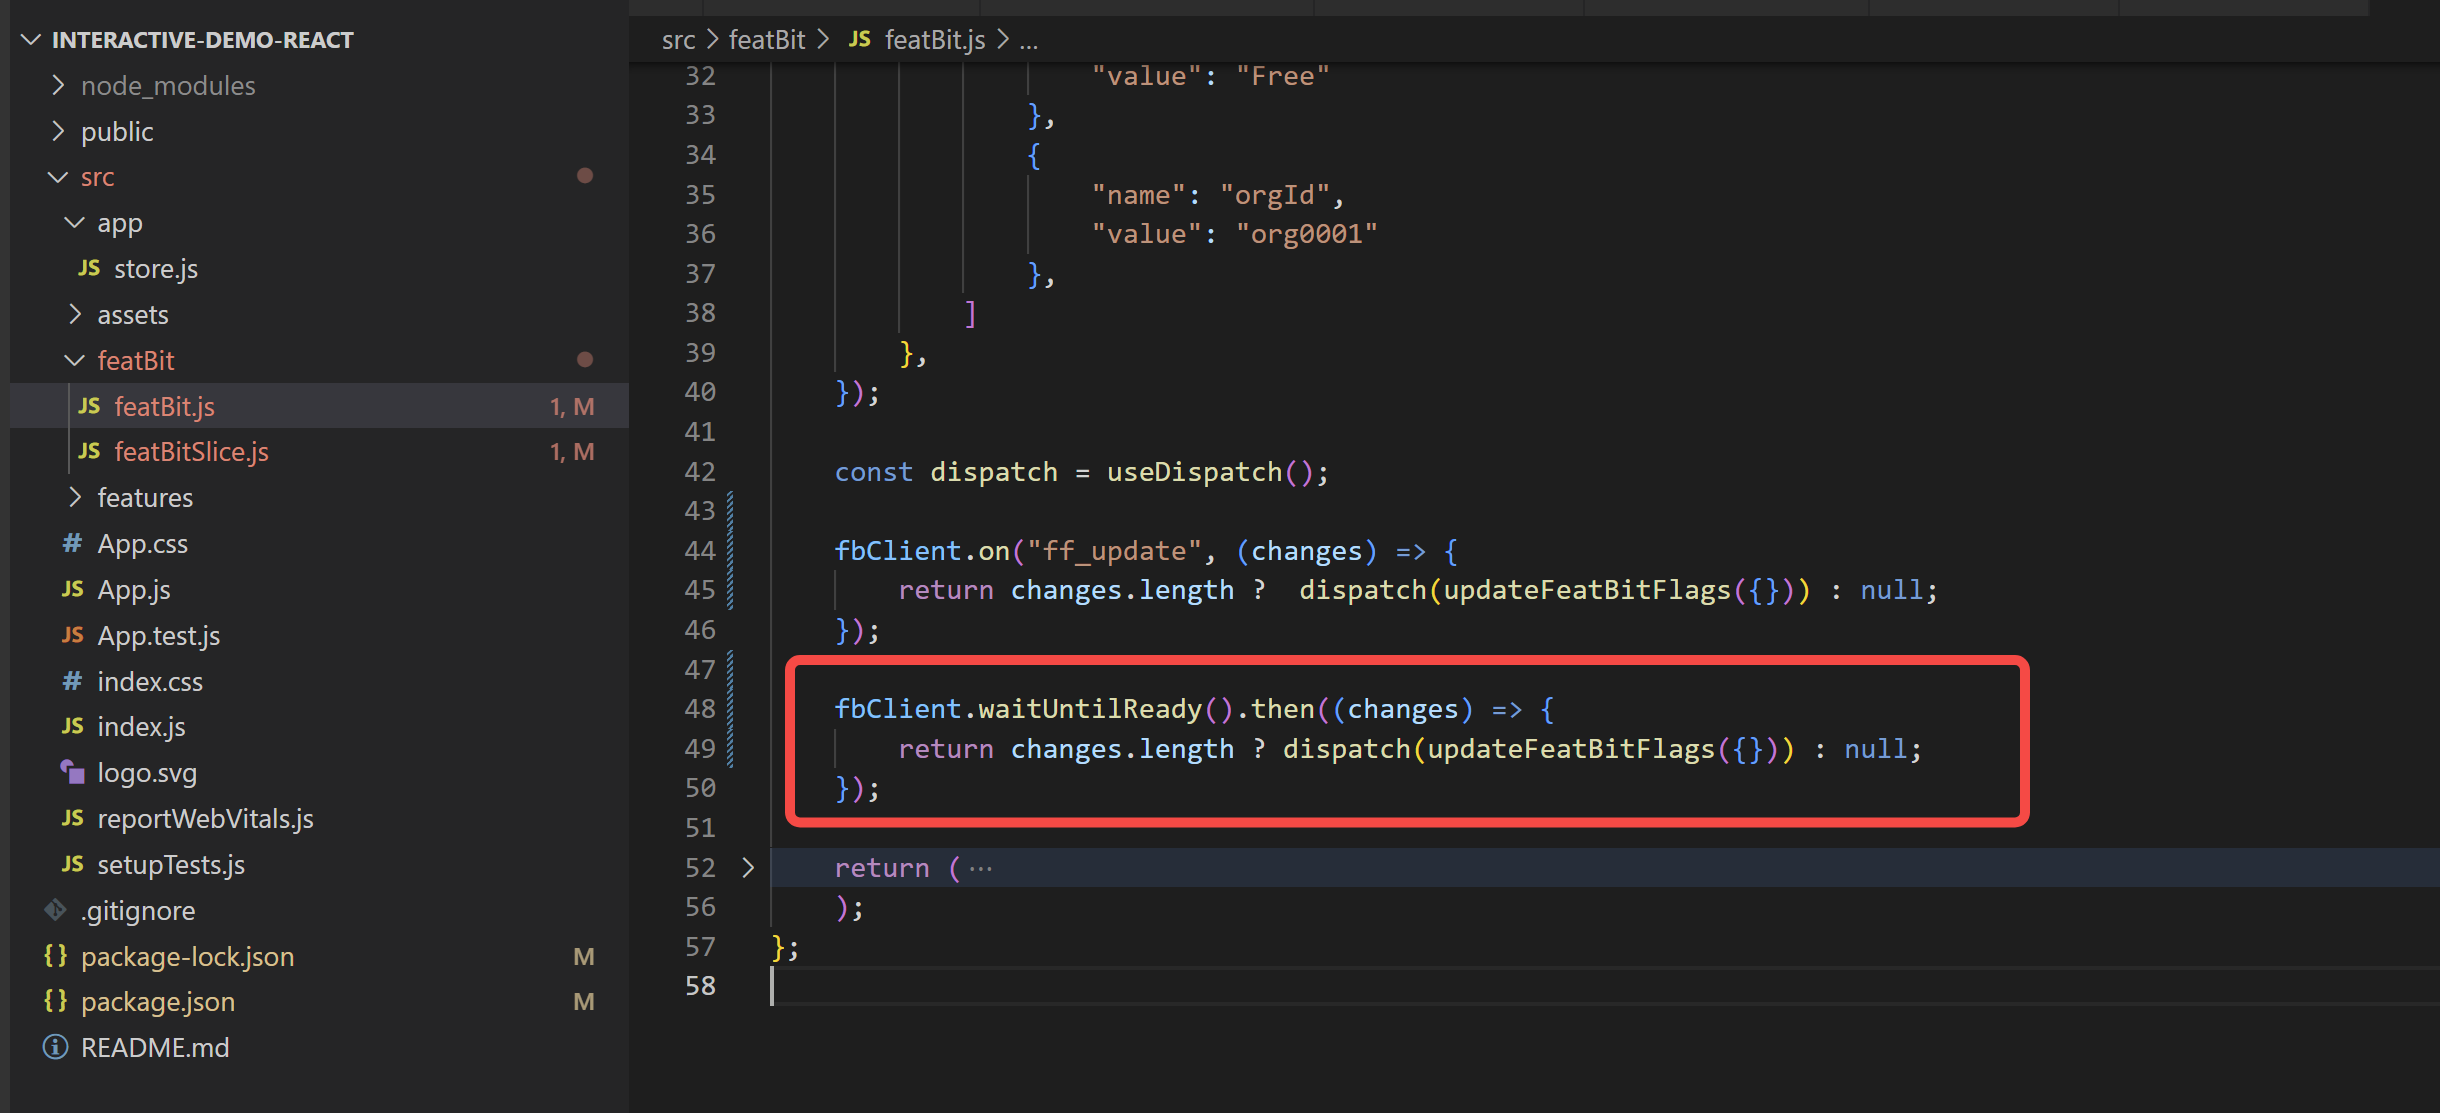 INTERACTIVE-DEMO-REACT
node_modules
public
src
app
JS store.js
assets
featBit
JS featBit.js 1, M
JS featBitSlice.js 1, M
features
# App.css
JS App.js
JS App.test.js
# index.css
JS index.js
logo.svg
JS reportWebVitals.js
JS setupTests.js
.gitignore
{} package-lock.json M
{} package.json M
README.md
src > featBit > JS featBit.js > ...
32 "value": "Free"
33 },
34 {
35 "name": "orgId",
36 "value": "org0001"
37 },
38 ]
39 },
40 });
41
42 const dispatch = useDispatch();
43
44 fbClient.on("ff_update", (changes) => {
45 return changes.length ?  dispatch(updateFeatBitFlags({})) : null;
46 });
47
48 fbClient.waitUntilReady().then((changes) => {
49 return changes.length ? dispatch(updateFeatBitFlags({})) : null;
50 });
51
52 return (···
56 );
57 };
58